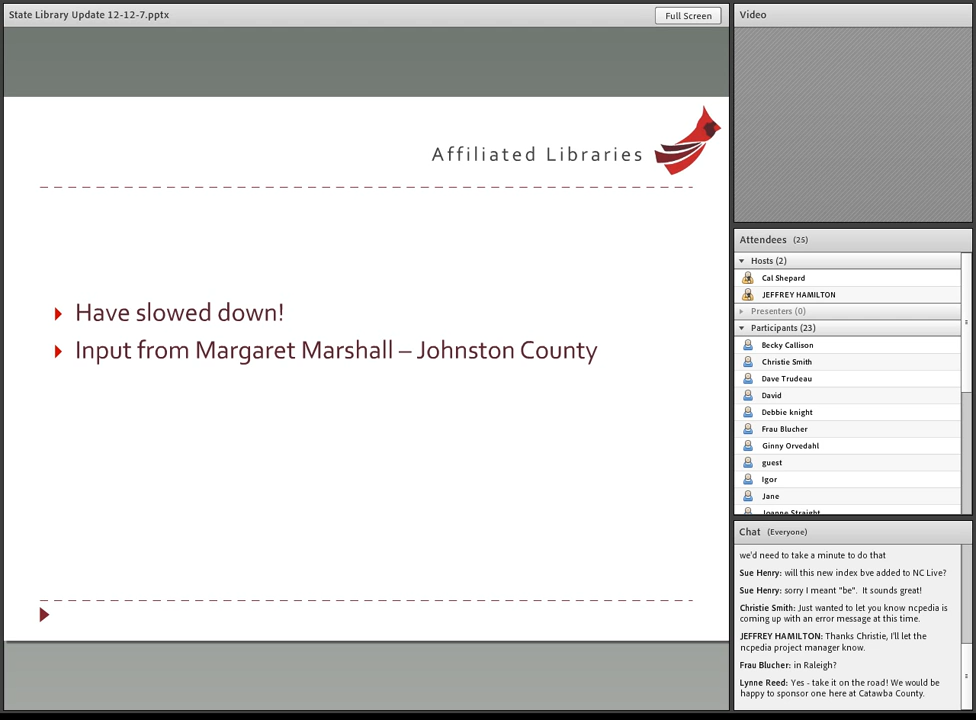 State Library Update 12-12-7.pptx
Full Screen
Affiliated Libraries
Have slowed down!
Input from Margaret Marshall – Johnston County
Video
Attendees (25)
Hosts (2)
Cal Shepard
JEFFREY HAMILTON
Presenters (0)
Participants (23)
Becky Callison
Christie Smith
Dave Trudeau
David
Debbie knight
Frau Blucher
Ginny Orvedahl
guest
Igor
Jane
Joanne Straight
Chat (Everyone)
we'd need to take a minute to do that
Sue Henry: will this new index bve added to NC Live?
Sue Henry: sorry I meant "be". It sounds great!
Christie Smith: Just wanted to let you know ncpedia is
coming up with an error message at this time.
JEFFREY HAMILTON: Thanks Christie, I'll let the
ncpedia project manager know.
Frau Blucher: in Raleigh?
Lynne Reed: Yes - take it on the road! We would be
happy to sponsor one here at Catawba County.